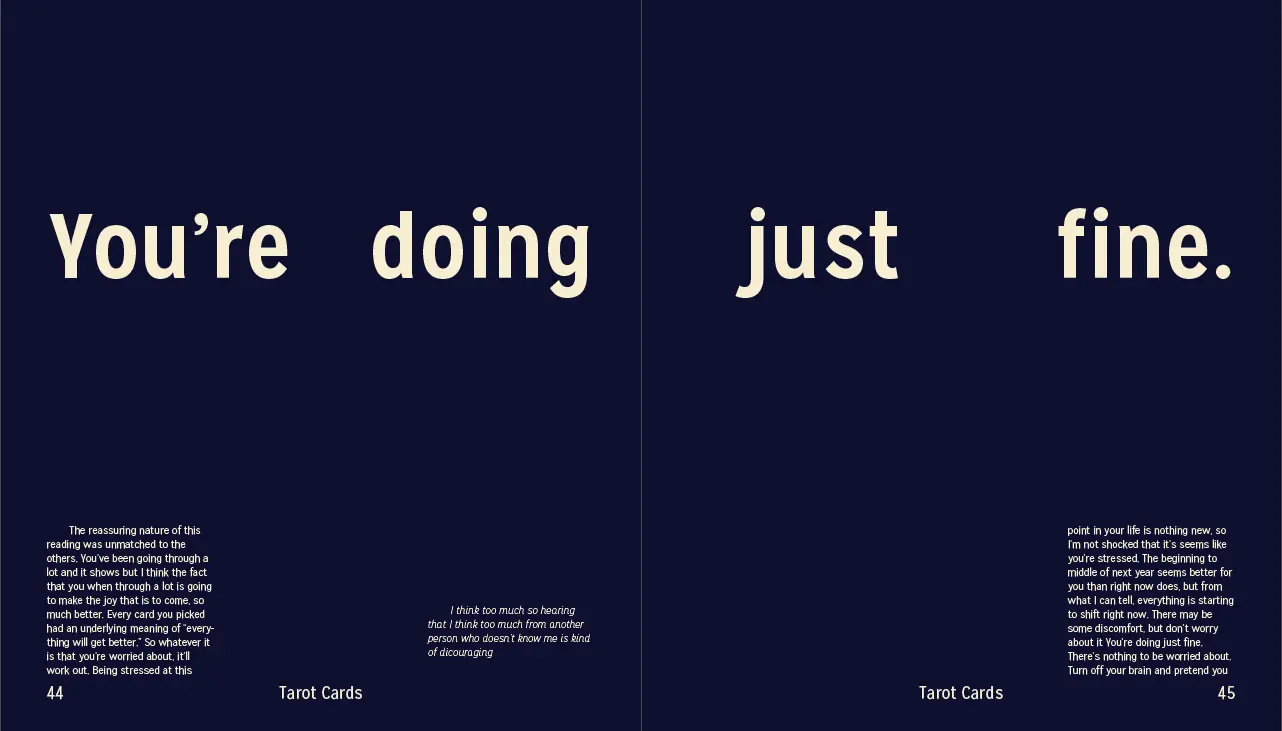 You're doing just fine.
The reassuring nature of this
reading was unmatched to the
others. You've been going through a
lot and it shows but I think the fact
that you when through a lot is going
to make the joy that is to come, so
much better. Every card you picked
had an underlying meaning of "every-
thing will get better." So whatever it
is that you're worried about, it'll
work out. Being stressed at this
I think too much so hearing
that I think too much from another
person who doesn't know me is kind
of dicouraging
44
Tarot Cards
point in your life is nothing new, so
I'm not shocked that it's seems like
you're stressed. The beginning to
middle of next year seems better for
you than right now does, but from
what I can tell, everything is starting
to shift right now. There may be
some discomfort, but don't worry
about it You're doing just fine,
There's nothing to be worried about.
Turn off your brain and pretend you
Tarot Cards
45